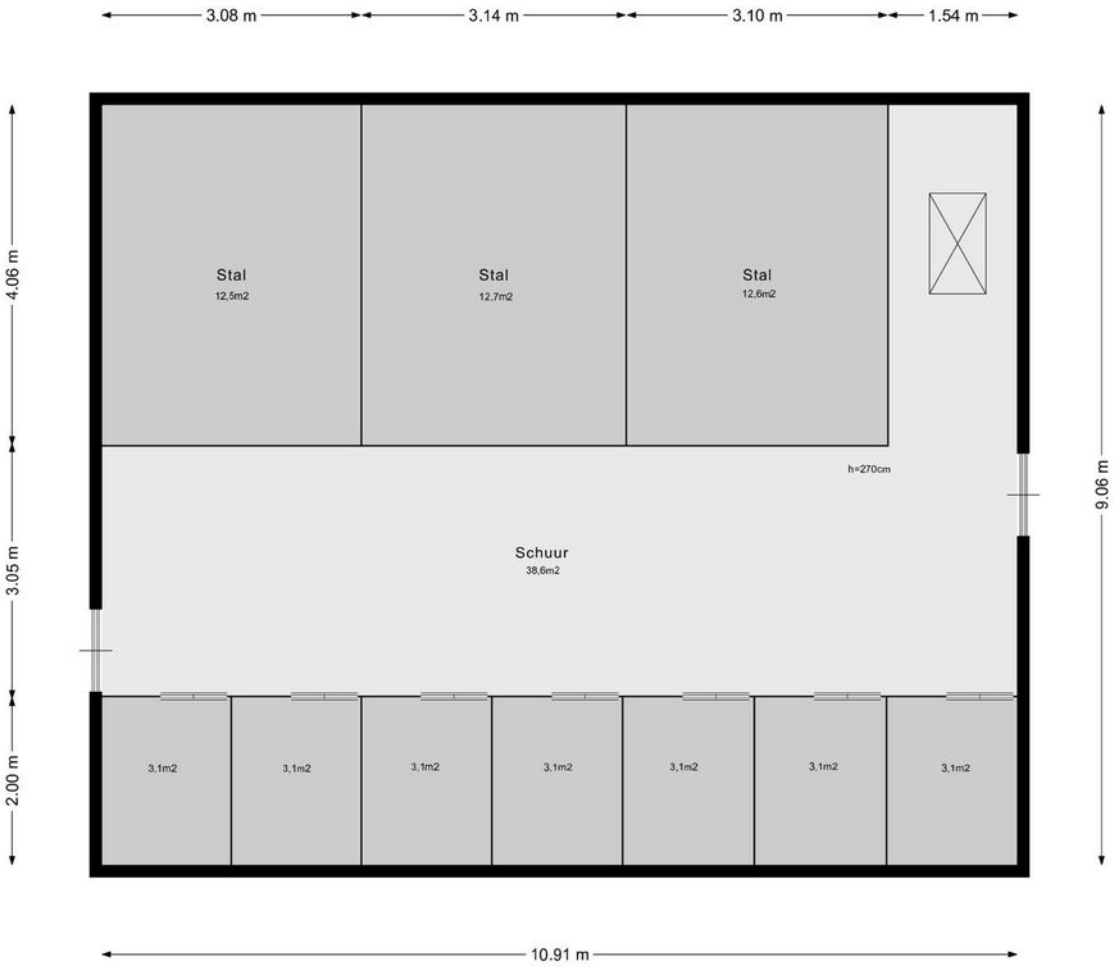 3.08 m
3.14 m
3.10 m
1.54 m
4.06 m
3.05 m
2.00 m
9.06 m
Stal
12,5m2
Stal
12,7m2
Stal
12,6m2
h=270cm
Schuur
38,6m2
3,1m2
3,1m2
3,1m2
3,1m2
3,1m2
3,1m2
3,1m2
10.91 m